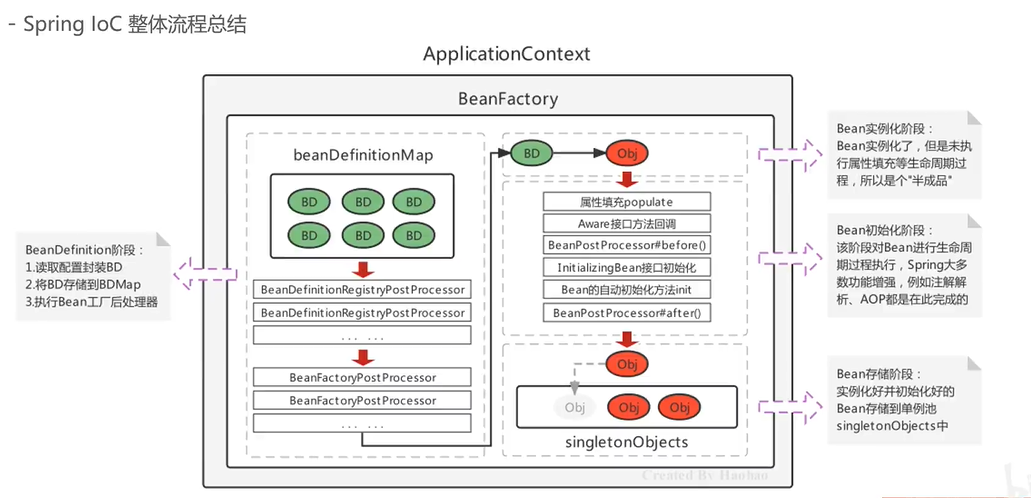 - Spring IoC 整体流程总结
ApplicationContext
BeanFactory
beanDefinitionMap
BD
BD
BD
BD
BD
BD
BeanDefinitionRegistryPostProcessor
BeanDefinitionRegistryPostProcessor
... ...
BeanFactoryPostProcessor
BeanFactoryPostProcessor
... ...
BeanDefinition阶段：
1.读取配置封装BD
2.将BD存储到BDMap
3.执行Bean工厂后处理器
BD
Obj
属性填充populate
Aware接口方法回调
BeanPostProcessor#before()
InitializingBean接口初始化
Bean的自动初始化方法init
BeanPostProcessor#after()
Obj
Obj
Obj
Obj
singletonObjects
Bean实例化阶段：
Bean实例化了，但是未执
行属性填充等生命周期过
程，所以是个"半成品"
Bean初始化阶段：
该阶段对Bean进行生命周
期过程执行，Spring大多
数功能增强，例如注解解
析、AOP都是在此完成的
Bean存储阶段：
实例化好并初始化好的
Bean存储到单例池
singletonObjects中
Created By Haohao